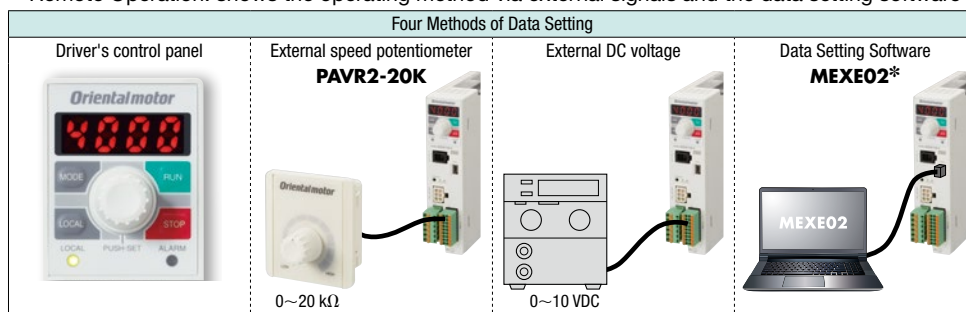 Remote Operation: shows the operating method via external signals and the data setting software
Four Methods of Data Setting
Driver's control panel
Orientalmotor
4000
MODE
RUN
LOCAL
STOP
LOCAL
PUSH-SET
ALARM
External speed potentiometer
PAVR2-20K
Orientalmotor
LOW
HIGH
0~20 kΩ
External DC voltage
0~10 VDC
Data Setting Software
MEXE02*
MEXE02